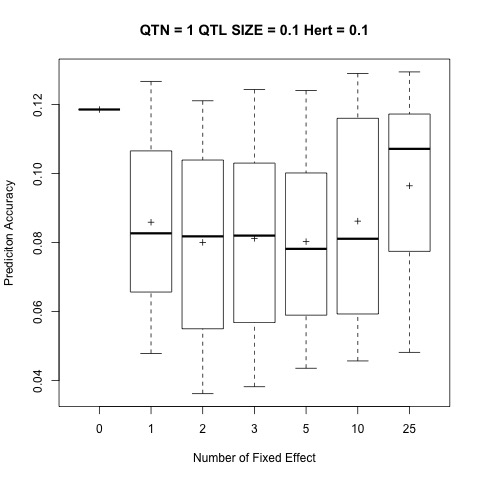 QTN = 1 QTL SIZE = 0.1 Hert = 0.1
Prediciton Accuracy
0.12
0.10
0.08
0.06
0.04
0 1 2 3 5 10 25
Number of Fixed Effect